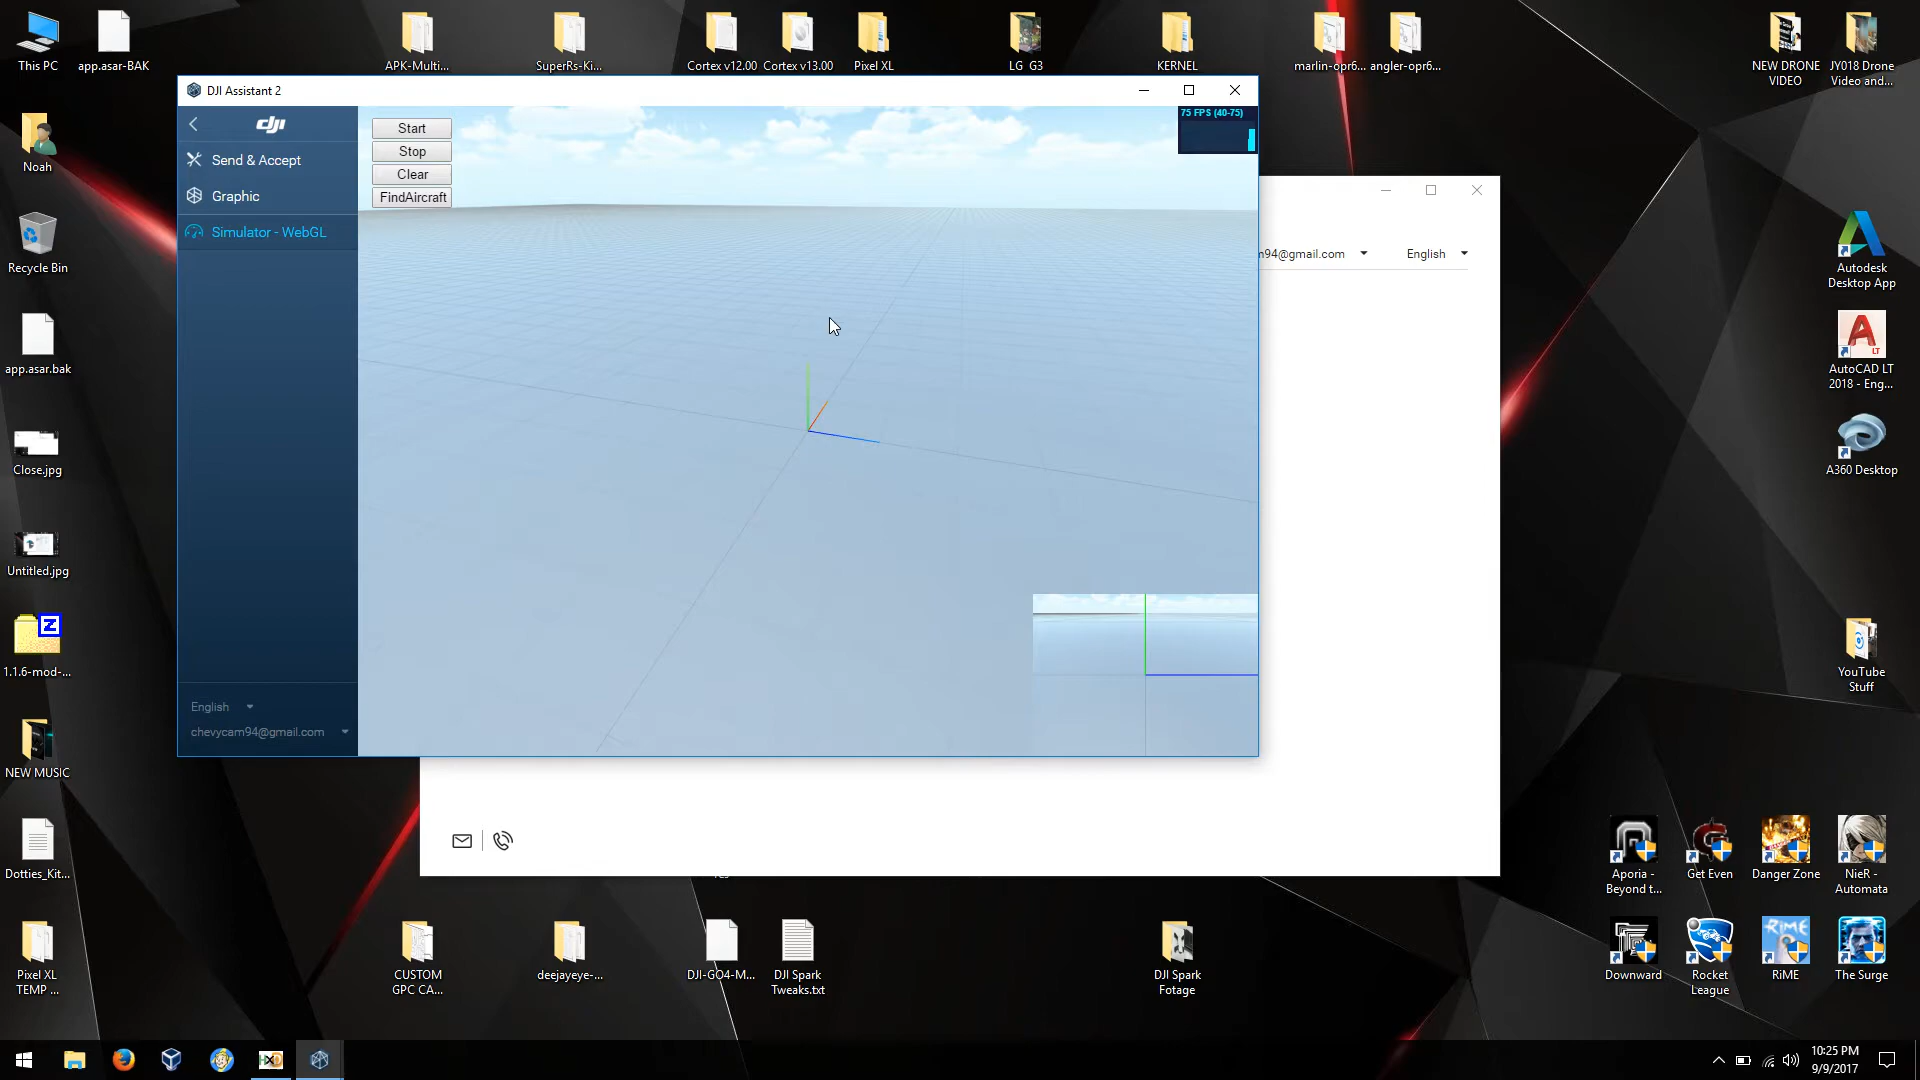 This PC
app.asar-BAK
APK-Multi...
SuperRs-Ki...
Cortex v12.00
Cortex v13.00
Pixel XL
LG G3
KERNEL
marlin-opr6...
angler-opr6...
NEW DRONE
VIDEO
JY018 Drone
Video and...
DJI Assistant 2
dji
Send & Accept
Graphic
Simulator - WebGL
Start
Stop
Clear
FindAircraft
75 FPS (40-75)
English
chevycam94@gmail.com
m94@gmail.com
English
Noah
Recycle Bin
app.asar.bak
Close.jpg
Untitled.jpg
Z
1.1.6-mod-...
NEW MUSIC
Dotties_Kit...
Pixel XL
TEMP ...
Autodesk
Desktop App
LT
AutoCAD LT
2018 - Eng...
A360 Desktop
YouTube
Stuff
Aporia -
Beyond t...
Get Even
Danger Zone
NieR -
Automata
Downward
Rocket
League
RiME
RiME
The Surge
CUSTOM
GPC CA...
deejayeye-...
DJI-GO4-M...
DJI Spark
Tweaks.txt
DJI Spark
Footage
10:25 PM
9/9/2017